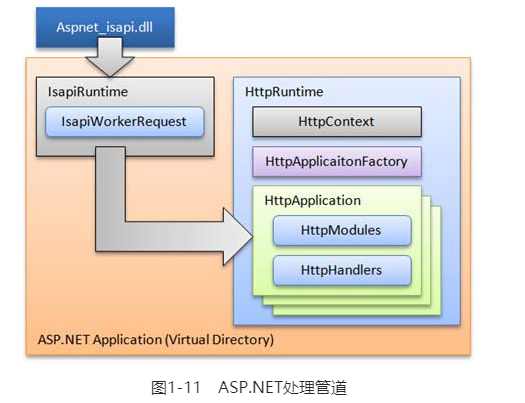 Aspnet_isapi.dll
IsapiRuntime
IsapiWorkerRequest
HttpRuntime
HttpContext
HttpApplicaitonFactory
HttpApplication
HttpModules
HttpHandlers
ASP.NET Application (Virtual Directory)
图1-11 ASP.NET处理管道